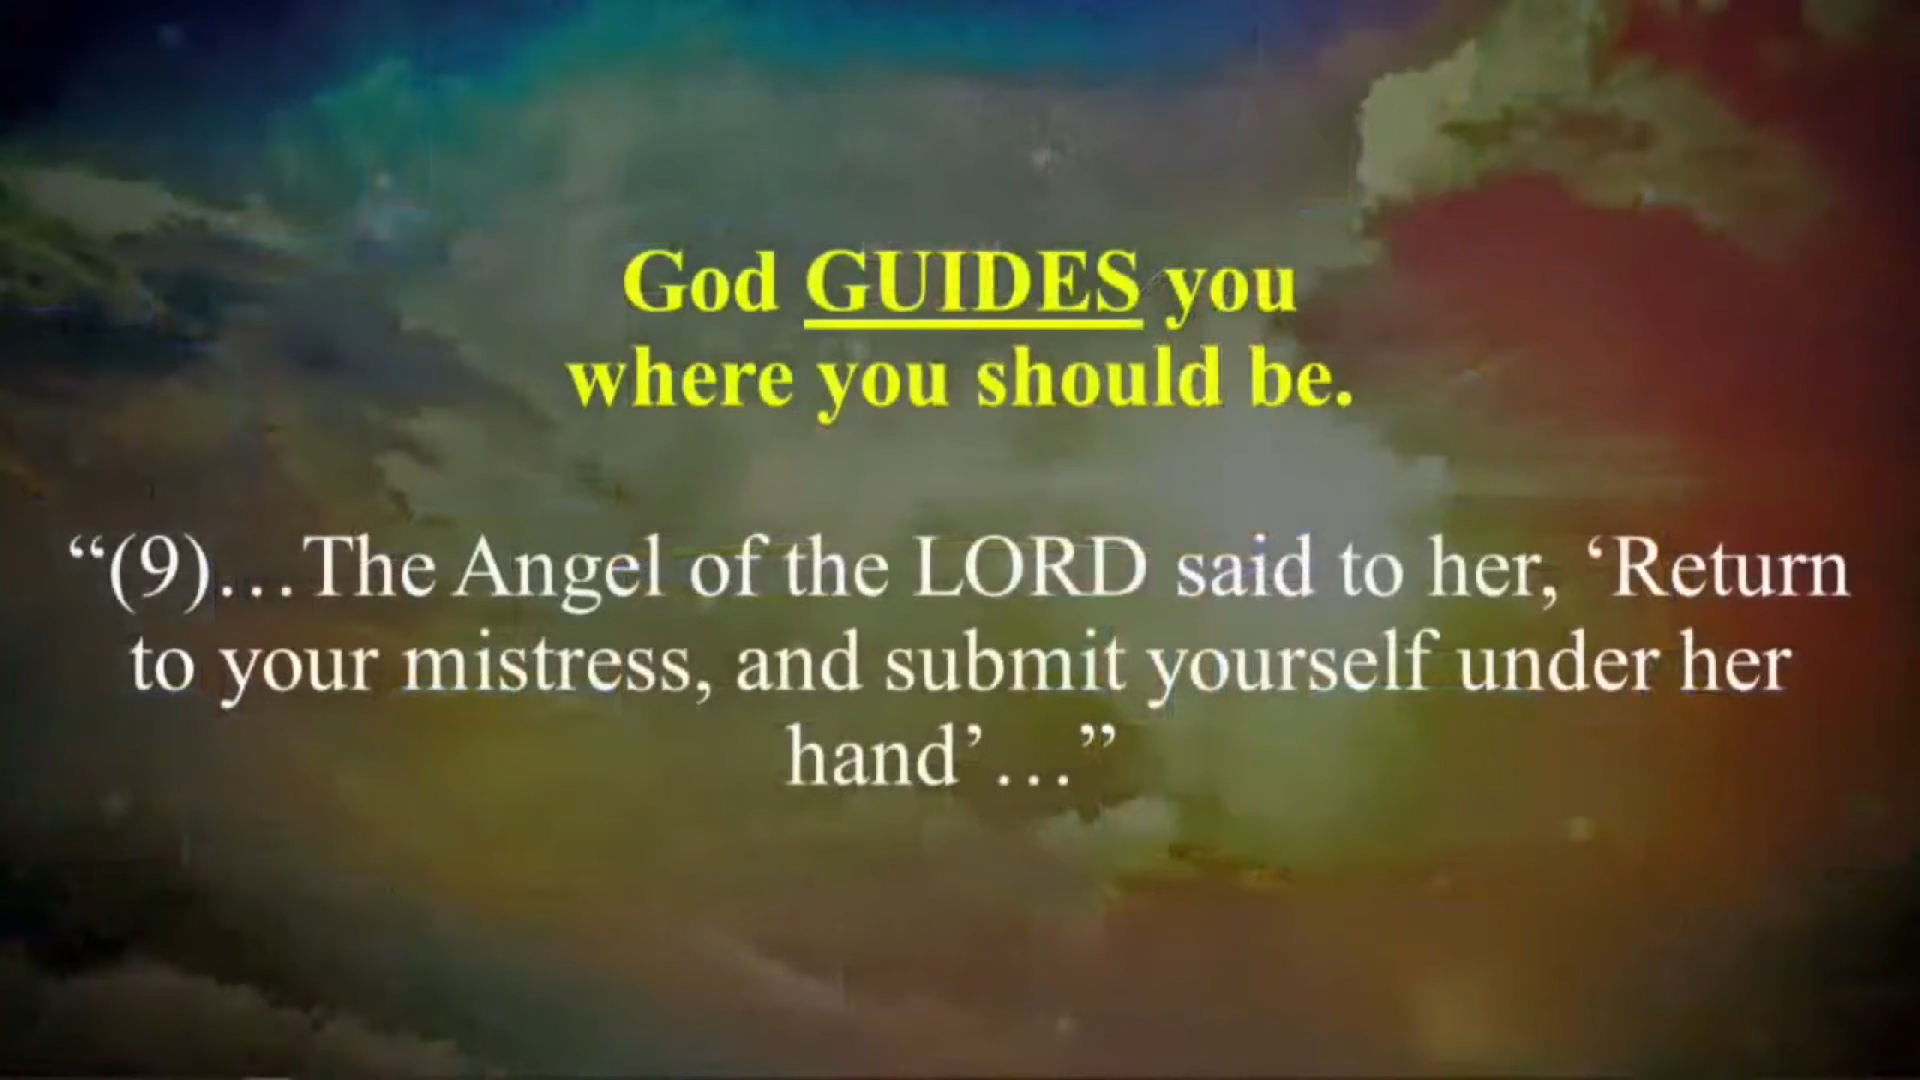 God GUIDES you
where you should be.
“(9)…The Angel of the LORD said to her, ‘Return
to your mistress, and submit yourself under her
hand’…”